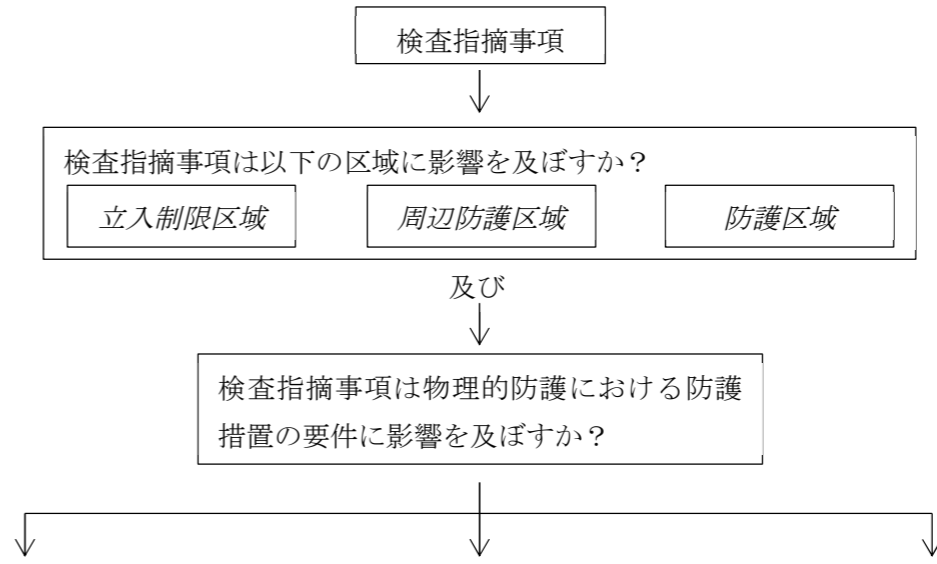 検査指摘事項
検査指摘事項は以下の区域に影響を及ぼすか？
立入制限区域
周辺防護区域
防護区域
及び
検査指摘事項は物理的防護における防護
措置の要件に影響を及ぼすか？